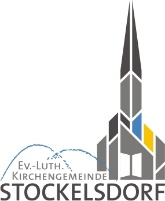 Ev.-Luth.
Kirchengemeinde
STOCKELSDORF